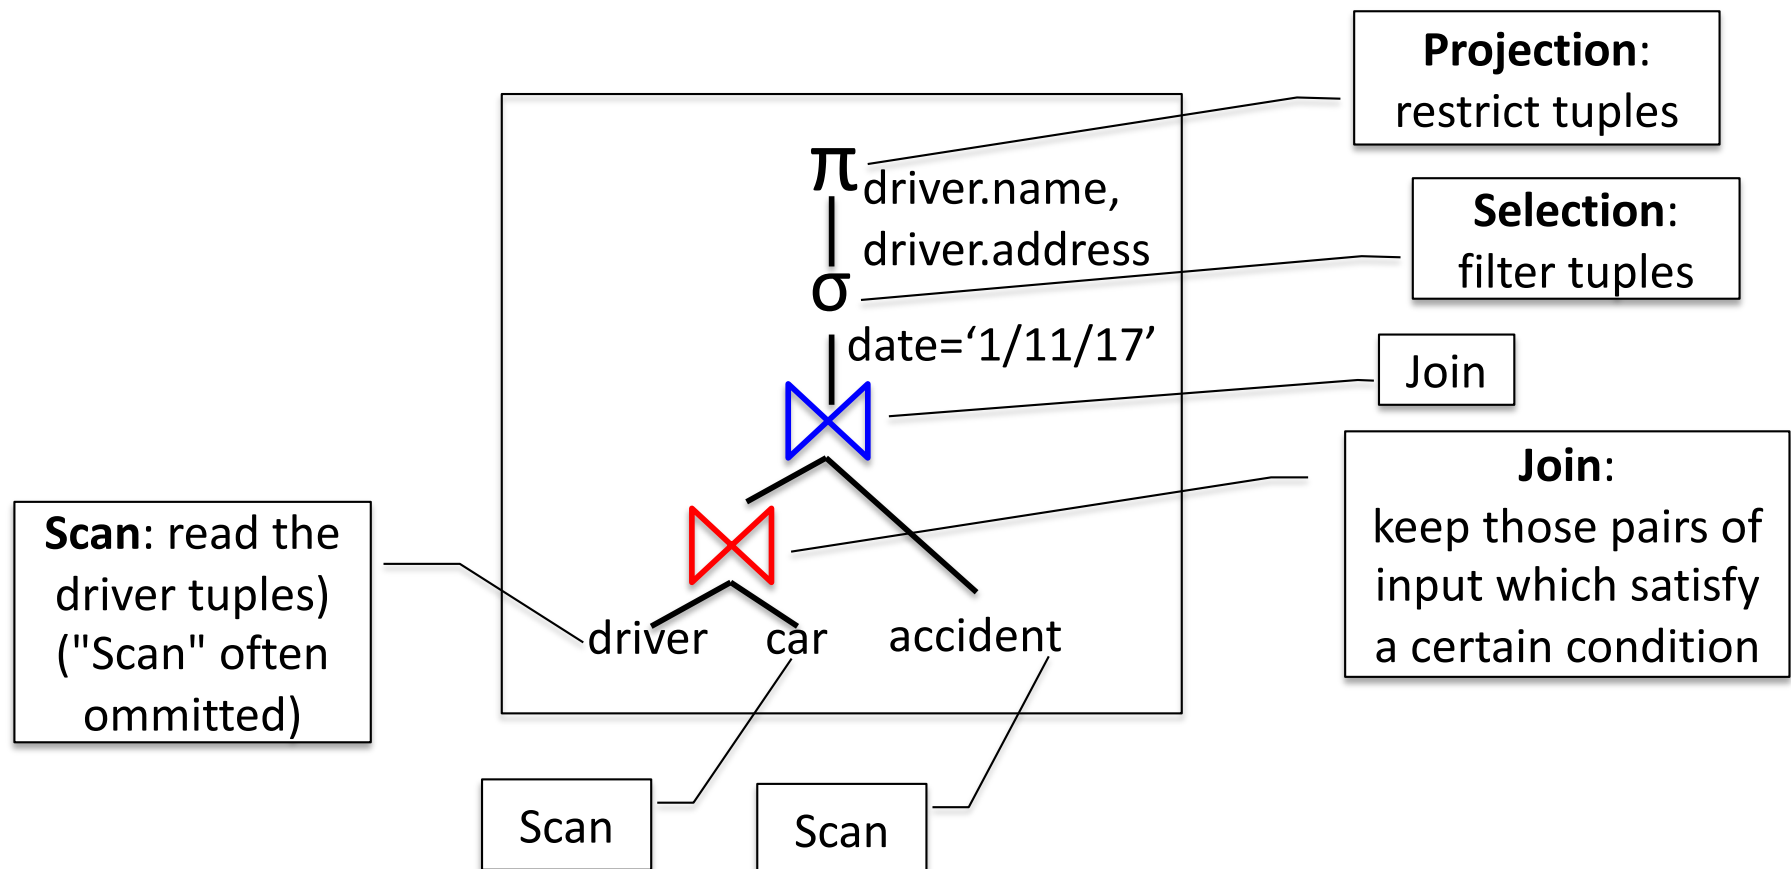 Projection:
restrict tuples
π
driver.name,
driver.address
Selection:
filter tuples
σ
date=‘1/11/17’
Join
Join:
keep those pairs of
input which satisfy
a certain condition
Scan: read the
driver tuples)
("Scan" often
ommitted)
driver car accident
Scan
Scan